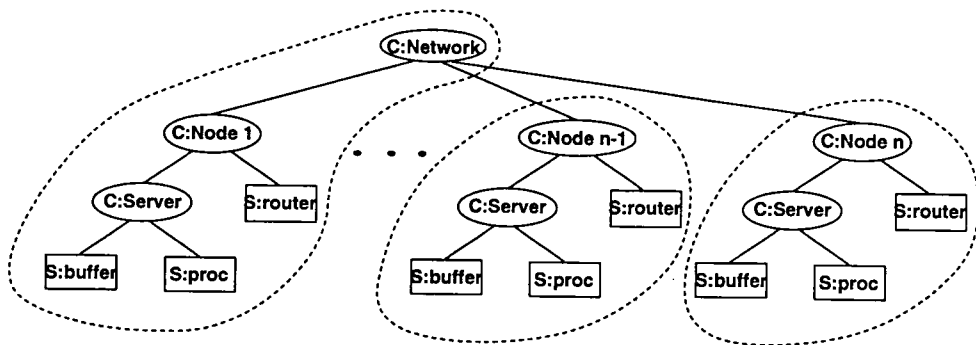 C:Network
C:Node 1
C:Node n-1
C:Node n
. . .
C:Server
S:router
C:Server
S:router
C:Server
S:router
S:buffer
S:proc
S:buffer
S:proc
S:buffer
S:proc